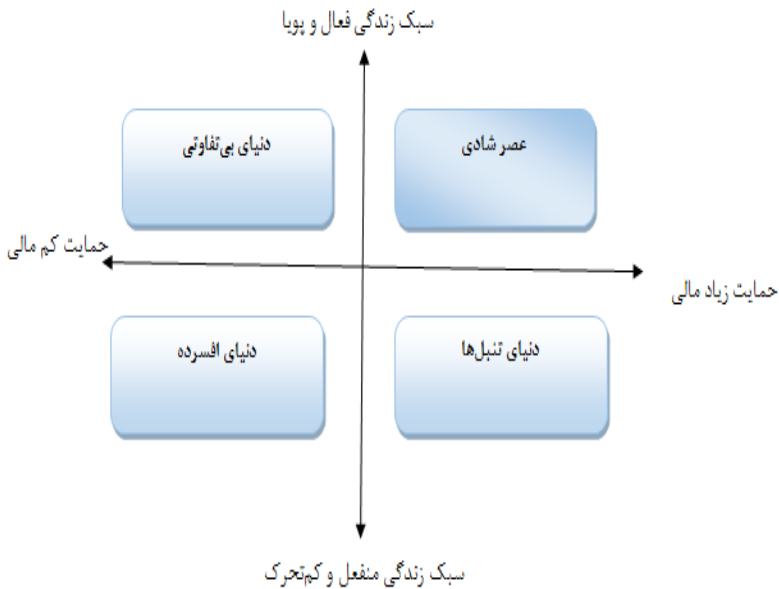 سبک زندگی فعال و پویا
عصر شادی
دنیای بی‌تفاوتی
حمایت کم مالی
حمایت زیاد مالی
دنیای تنبل‌ها
دنیای افسرده
سبک زندگی منفعل و کم‌تحرک